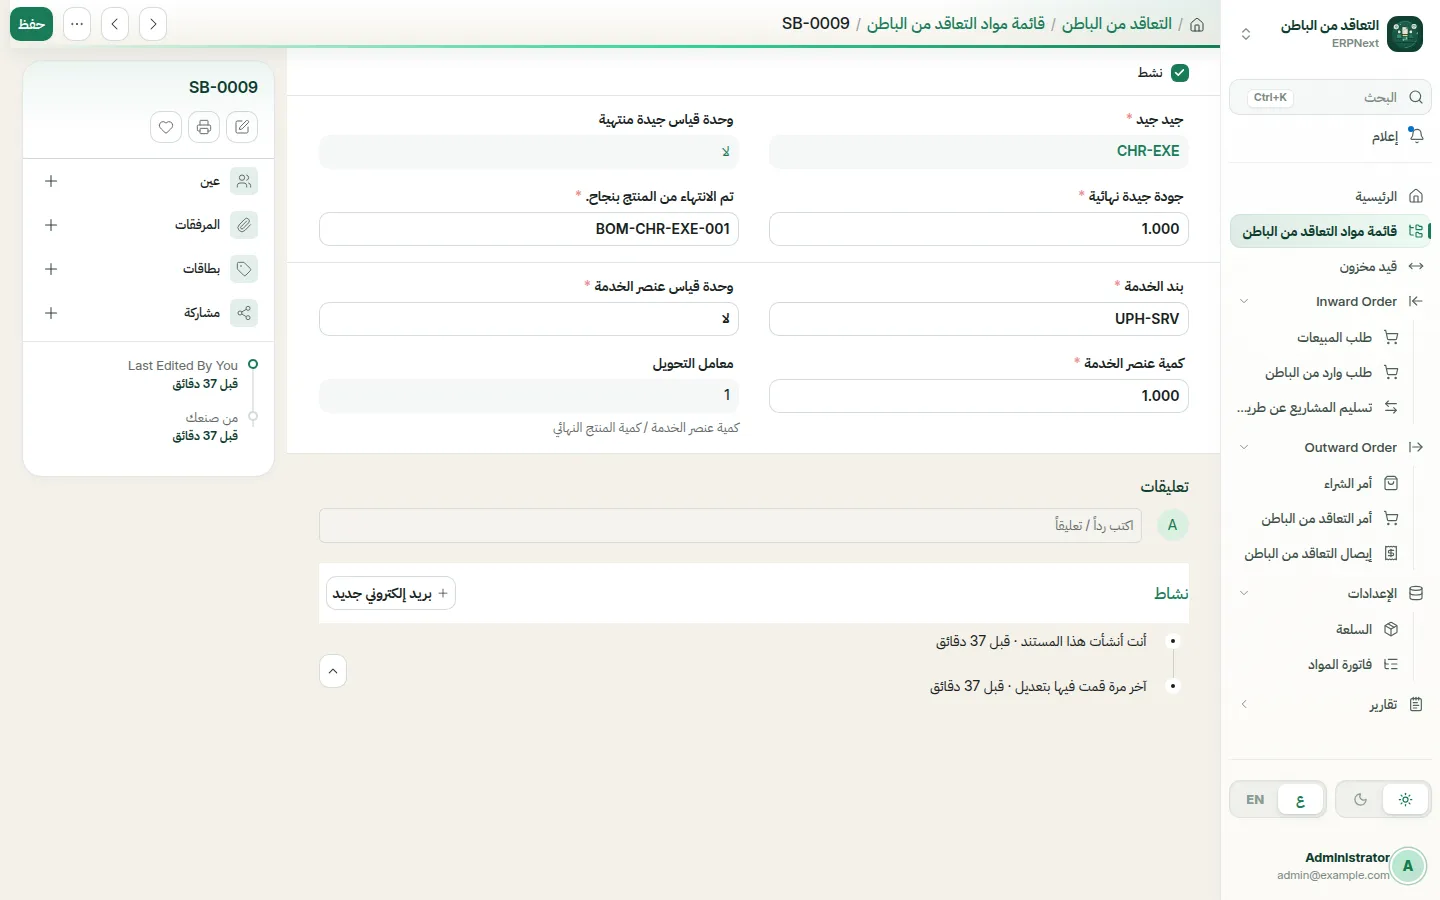 التعاقد من الباطن
ERPNext
البحث
Ctrl+K
إعلام
الرئيسية
قائمة مواد التعاقد من الباطن
قيد مخزون
Inward Order
طلب المبيعات
طلب وارد من الباطن
تسليم المشاريع عن طريـ...
Outward Order
أمر الشراء
أمر التعاقد من الباطن
إيصال التعاقد من الباطن
الإعدادات
السلعة
فاتورة المواد
تقارير
ع
EN
Administrator
admin@example.com
A
التعاقد من الباطن / قائمة مواد التعاقد من الباطن / SB-0009
حفظ
نشط
جيد جيد *
CHR-EXE
وحدة قياس جيدة منتهية
لا
جودة جيدة نهائية *
1.000
تم الانتهاء من المنتج بنجاح. *
BOM-CHR-EXE-001
بند الخدمة *
UPH-SRV
وحدة قياس عنصر الخدمة *
لا
كمية عنصر الخدمة *
1.000
معامل التحويل
1
كمية عنصر الخدمة / كمية المنتج النهائي
تعليقات
A
اكتب رداً / تعليقاً
نشاط
+ بريد إلكتروني جديد
أنت أنشأت هذا المستند · قبل 37 دقائق
آخر مرة قمت فيها بتعديل · قبل 37 دقائق
SB-0009
عين
المرفقات
بطاقات
مشاركة
Last Edited By You
قبل 37 دقائق
من صنعك
قبل 37 دقائق